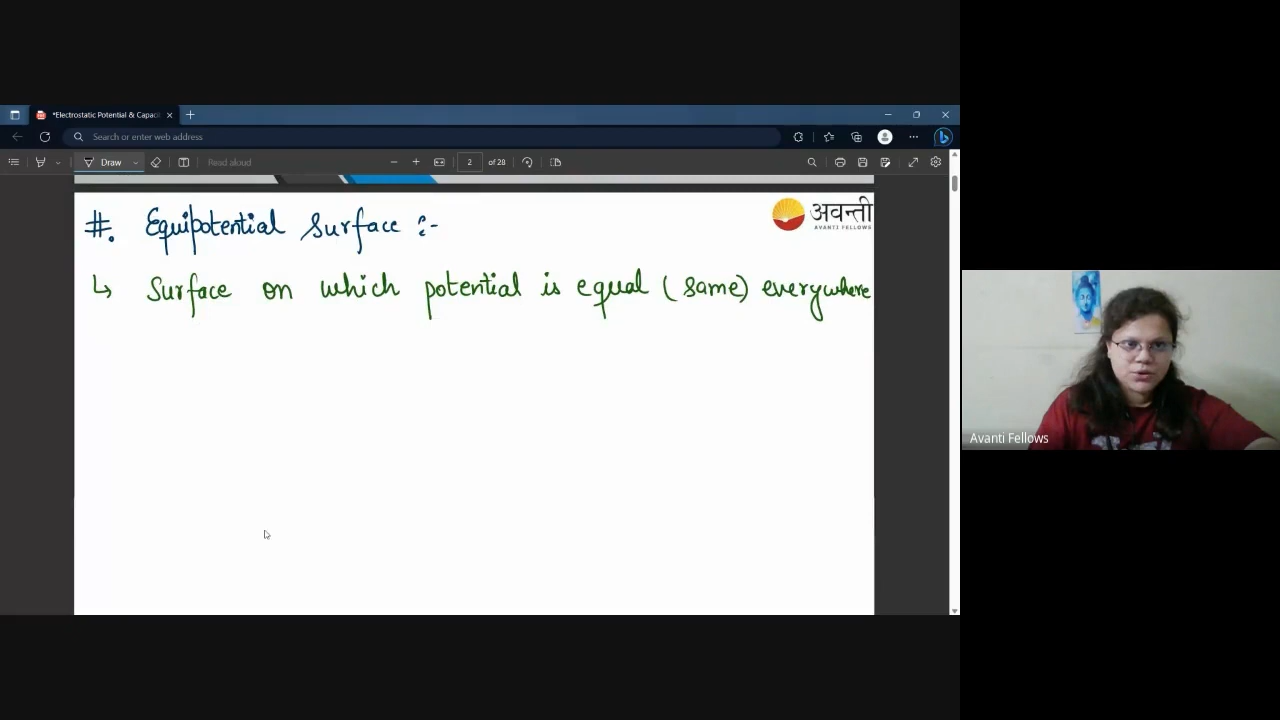 *Electrostatic Potential & Capaci
Search or enter web address
Draw
Read aloud
2
of 28
#. Equipotential Surface :-
अवन्ती
AVANTI FELLOWS
↳ Surface on which potential is equal (same) everywhere
Avanti Fellows